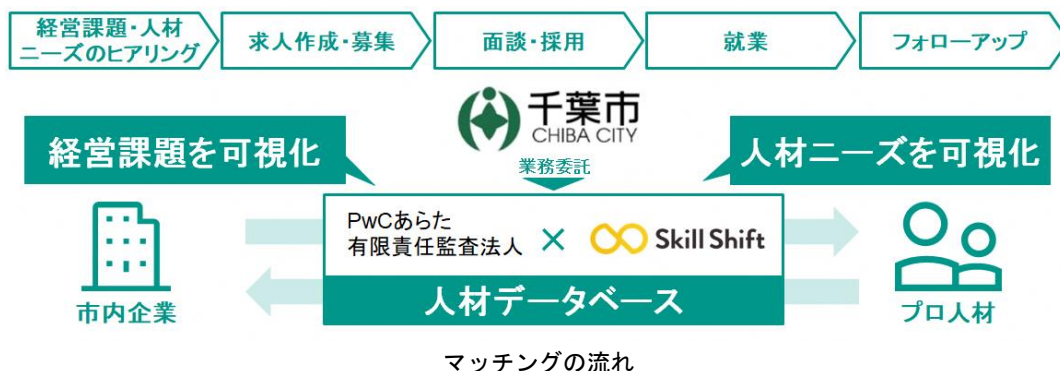 経営課題・人材
ニーズのヒアリング
求人作成・募集
面談・採用
就業
フォローアップ
千葉市
CHIBA CITY
経営課題を可視化
業務委託
人材ニーズを可視化
PwCあらた
有限責任監査法人
×
Skill Shift
人材データベース
市内企業
プロ人材
マッチングの流れ